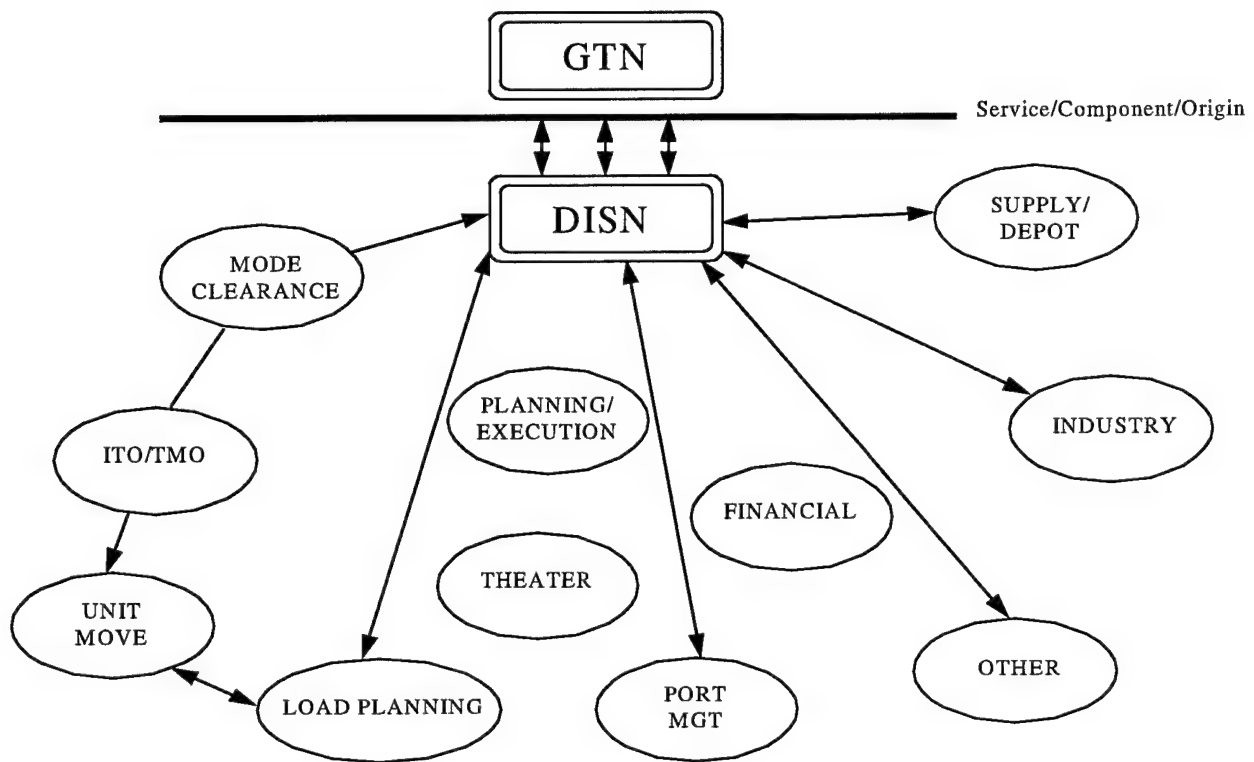 GTN
Service/Component/Origin
DISN
SUPPLY/
DEPOT
MODE
CLEARANCE
PLANNING/
EXECUTION
INDUSTRY
ITO/TMO
FINANCIAL
THEATER
UNIT
MOVE
OTHER
LOAD PLANNING
PORT
MGT